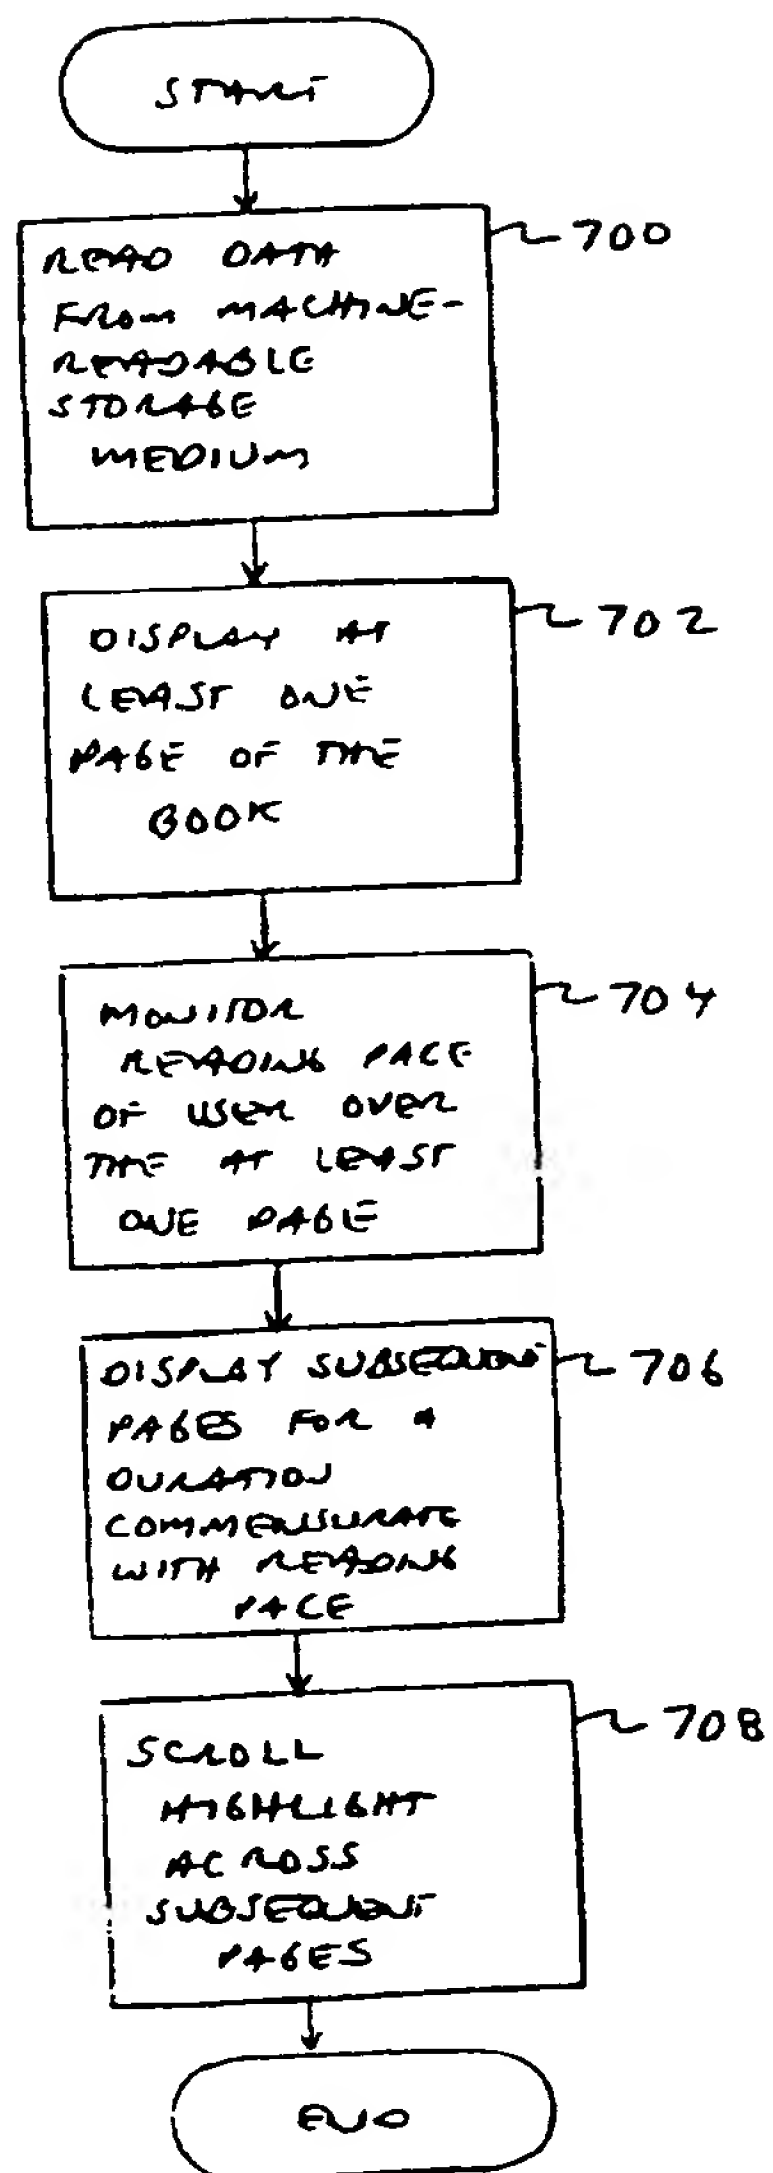 START
READ DATA
FROM MACHINE-
READABLE
STORAGE
MEDIUM
700
DISPLAY AT
LEAST ONE
PAGE OF THE
BOOK
702
MONITOR
READING PACE
OF USER OVER
THE AT LEAST
ONE PAGE
704
DISPLAY SUBSEQUENT
PAGES FOR A
DURATION
COMMENSURATE
WITH READING
PACE
706
SCROLL
HIGHLIGHT
ACROSS
SUBSEQUENT
PAGES
708
END